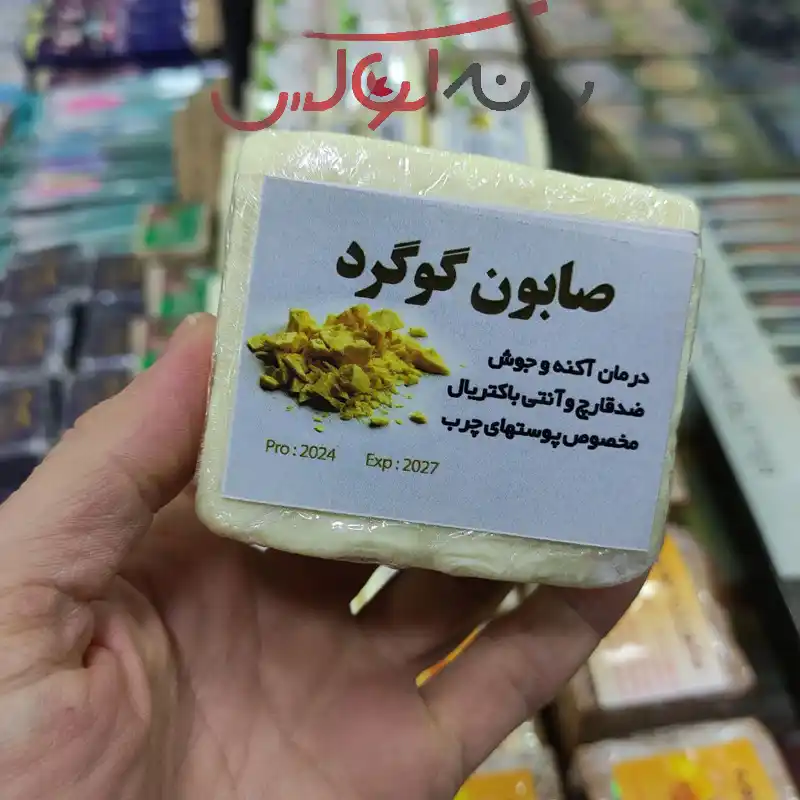 صابون گوگرد
درمان آکنه و جوش
ضدقارچ و آنتی باکتریال
مخصوص پوستهای چرب
Pro : 2024 Exp : 2027